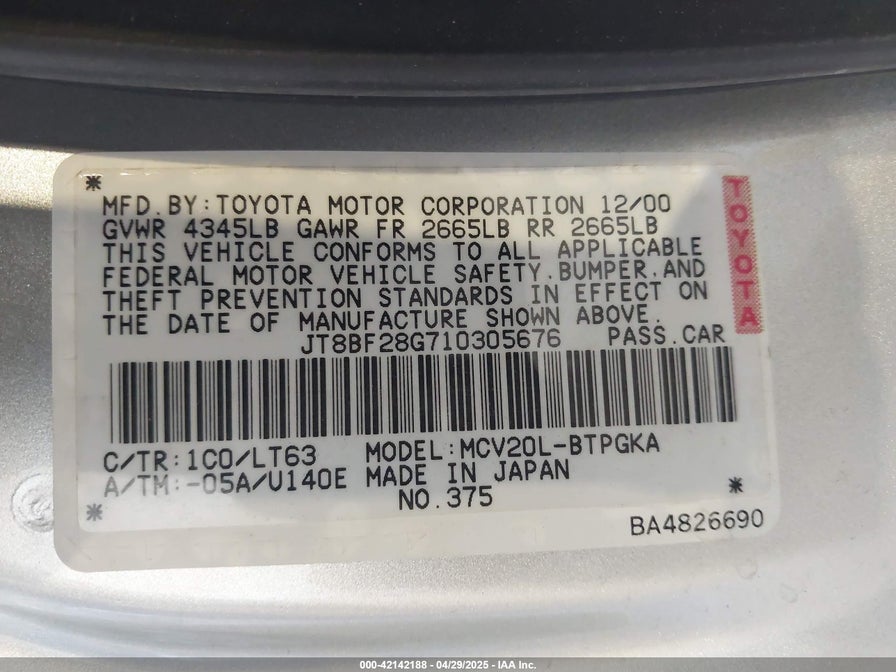 *
MFD.BY:TOYOTA MOTOR CORPORATION 12/00
GVWR 4345LB GAWR FR 2665LB RR 2665LB
THIS VEHICLE CONFORMS TO ALL APPLICABLE
FEDERAL MOTOR VEHICLE SAFETY.BUMPER.AND
THEFT PREVENTION STANDARDS IN EFFECT ON
THE DATE OF MANUFACTURE SHOWN ABOVE.
JT8BF28G710305676 PASS.CAR
TOYOTA
C/TR:1C0/LT63 MODEL:MCV20L-BTPGKA
A/TM:-05A/U140E MADE IN JAPAN
* NO.375 *
BA4826690
000-42142188 - 04/29/2025 - IAA Inc.